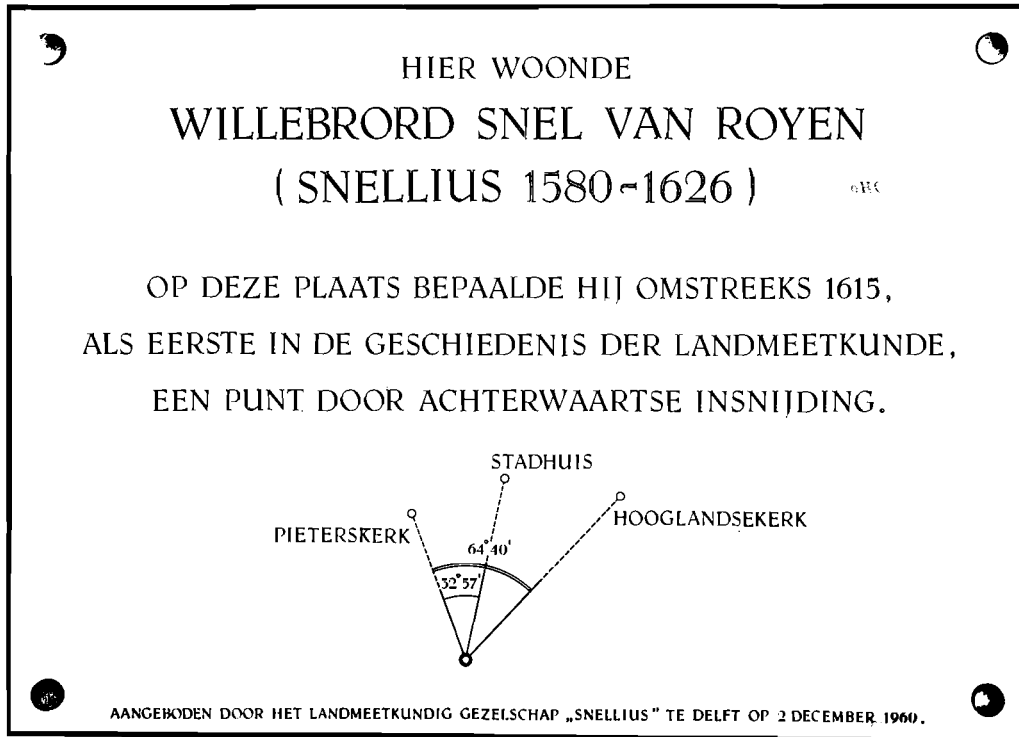 HIER WOONDE
WILLEBRORD SNEL VAN ROYEN
( SNELLIUS 1580-1626 )
OP DEZE PLAATS BEPAALDE HIJ OMSTREEKS 1615,
ALS EERSTE IN DE GESCHIEDENIS DER LANDMEETKUNDE,
EEN PUNT DOOR ACHTERWAARTSE INSNIJDING.
STADHUIS
PIETERSKERK
HOOGLANDSEKERK
64° 40'
32° 57'
AANGEBODEN DOOR HET LANDMEETKUNDIG GEZELSCHAP „SNELLIUS" TE DELFT OP 2 DECEMBER 1960.